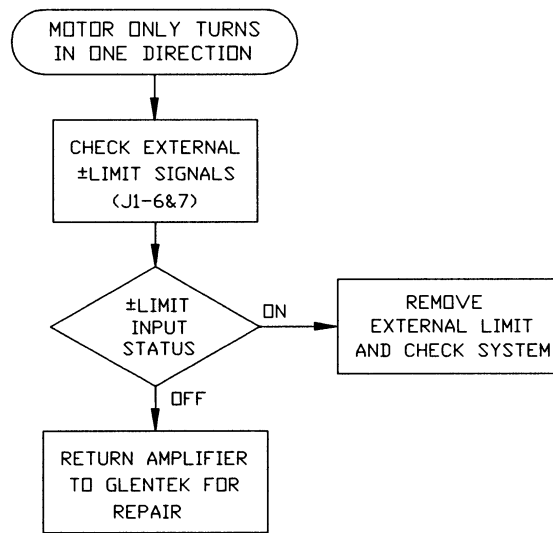 MOTOR ONLY TURNS
IN ONE DIRECTION
CHECK EXTERNAL
±LIMIT SIGNALS
(J1-6&7)
±LIMIT
INPUT
STATUS
ON
REMOVE
EXTERNAL LIMIT
AND CHECK SYSTEM
OFF
RETURN AMPLIFIER
TO GLENTEK FOR
REPAIR